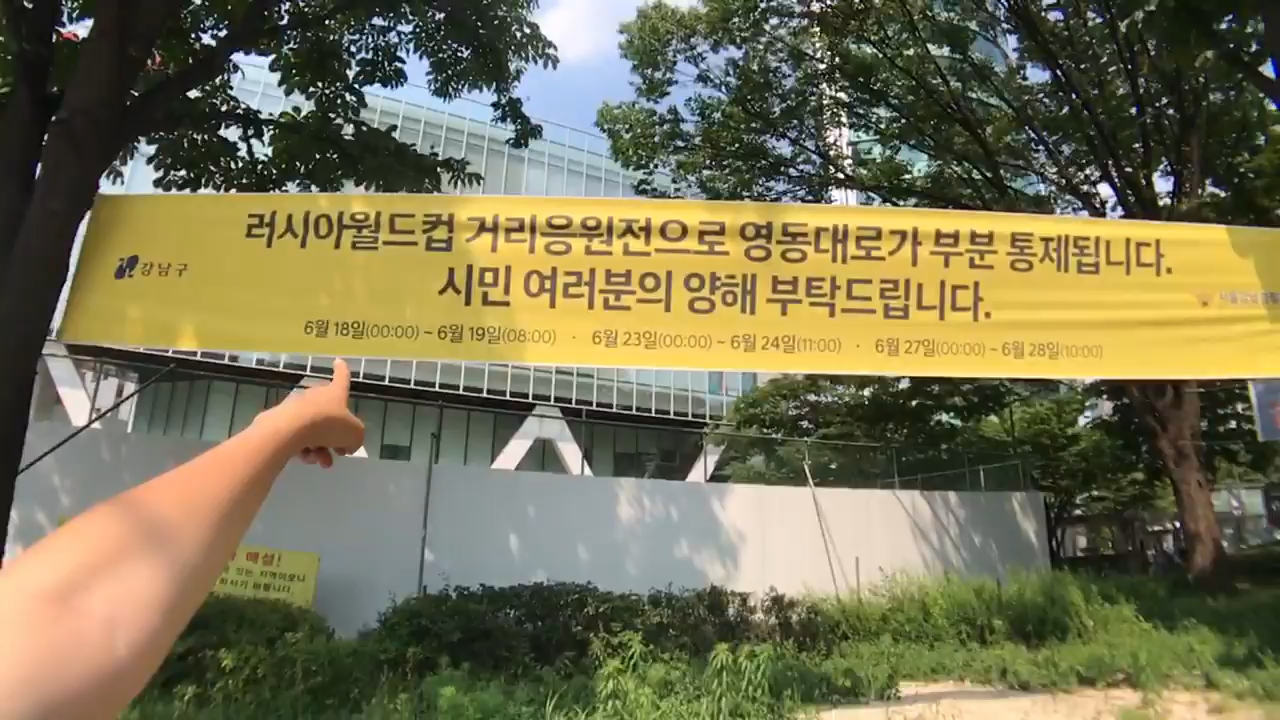 러시아월드컵 거리응원전으로 영동대로가 부분 통제됩니다.
강남구
시민 여러분의 양해 부탁드립니다.
6월 18일(00:00) ~ 6월 19일(08:00) · 6월 23일(00:00) ~ 6월 24일(11:00) · 6월 27일(00:00) ~ 6월 28일(10:00)
매설!